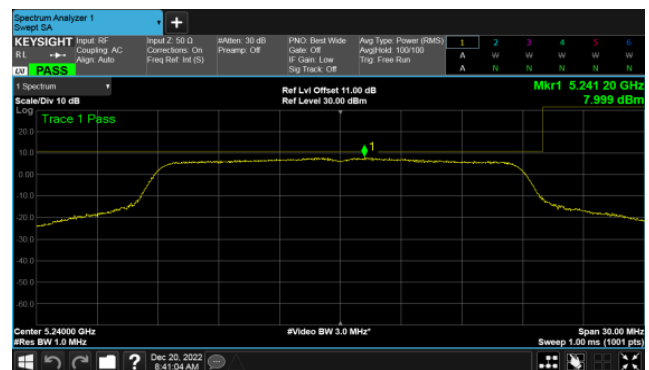 Spectrum Analyzer 1
Swept SA
+
KEYSIGHT Input: RF Input Z: 50 Ω #Atten: 30 dB PNO: Best Wide Avg Type: Power (RMS) 1 2 3 4 5 6
RL Coupling: AC Corrections: On Preamp: Off Gate: Off Avg|Hold: 100/100 A W W W W W
Align: Auto Freq Ref: Int (S) IF Gain: Low Trig: Free Run A N N N N N
LXI PASS Sig Track: Off
1 Spectrum Ref Lvl Offset 11.00 dB Mkr1 5.241 20 GHz
Scale/Div 10 dB Ref Level 30.00 dBm 7.999 dBm
Log
Trace 1 Pass
20.0
1
10.0
0.00
-10.0
-20.0
-30.0
-40.0
-50.0
-60.0
Center 5.24000 GHz #Video BW 3.0 MHz* Span 30.00 MHz
#Res BW 1.0 MHz Sweep 1.00 ms (1001 pts)
? Dec 20, 2022
8:41:04 AM